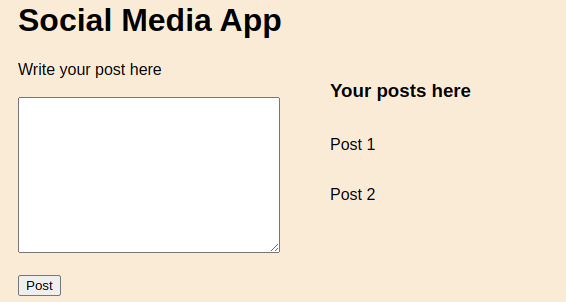 Social Media App
Write your post here
Post
Your posts here
Post 1
Post 2